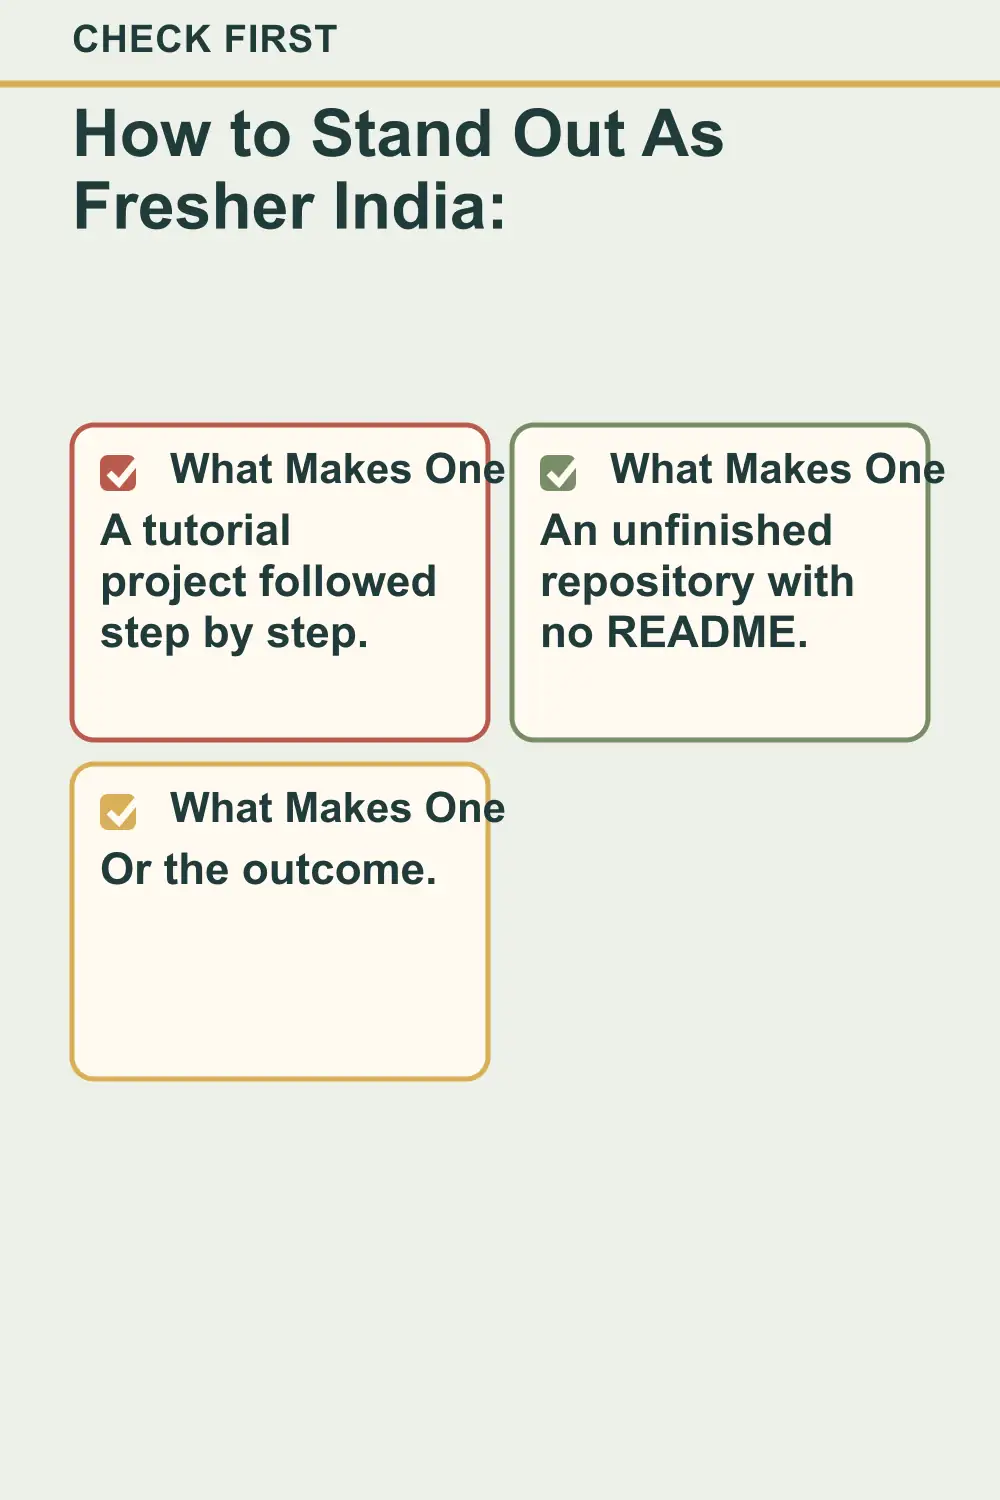 CHECK FIRST
How to Stand Out As
Fresher India:
What Makes One
A tutorial
project followed
step by step.
What Makes One
An unfinished
repository with
no README.
What Makes One
Or the outcome.